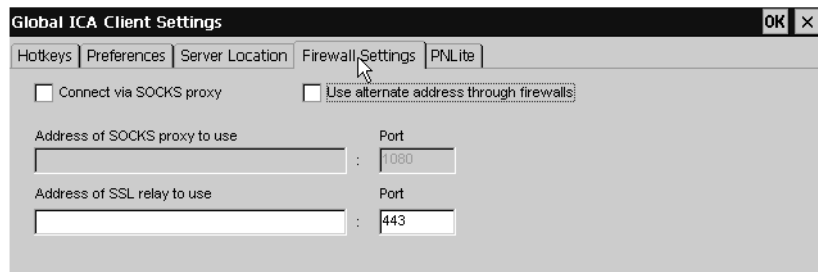 Global ICA Client Settings OK ×
Hotkeys Preferences Server Location Firewall Settings PNLite
Connect via SOCKS proxy Use alternate address through firewalls
Address of SOCKS proxy to use Port
: 1080
Address of SSL relay to use Port
: 443